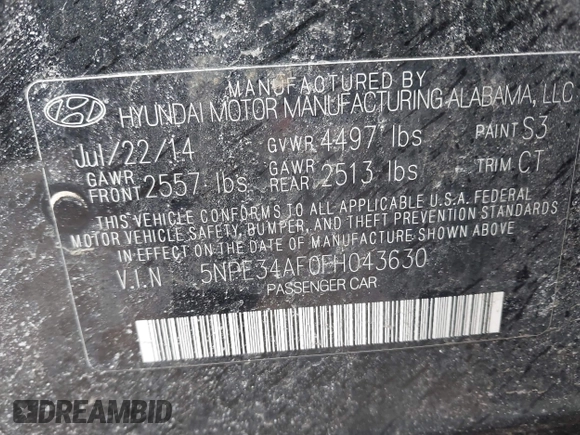 MANUFACTURED BY
HYUNDAI MOTOR MANUFACTURING ALABAMA, LLC
Jul/22/14 GVWR 4497 lbs PAINT S3
GAWR FRONT 2557 lbs GAWR REAR 2513 lbs TRIM CT
THIS VEHICLE CONFORMS TO ALL APPLICABLE U.S.A. FEDERAL
MOTOR VEHICLE SAFETY, BUMPER, AND THEFT PREVENTION STANDARDS
IN EFFECT ON THE DATE OF MANUFACTURE SHOWN ABOVE
V.I.N 5NPE34AF0FH043630
PASSENGER CAR
DREAMBID